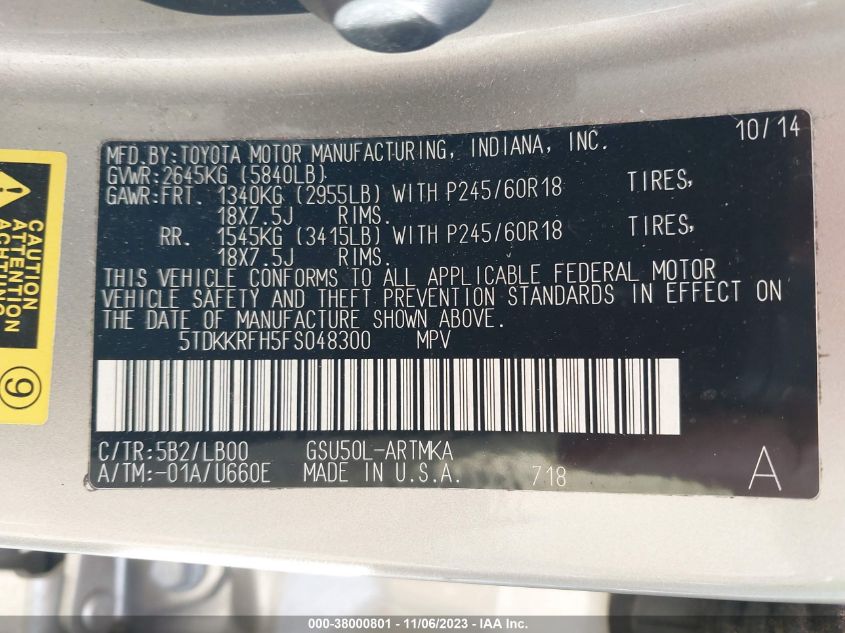 10/14
MFD.BY:TOYOTA MOTOR MANUFACTURING, INDIANA, INC.
GVWR:2645KG (5840LB)
GAWR:FRT. 1340KG (2955LB) WITH P245/60R18 TIRES,
18X7.5J RIMS.
RR. 1545KG (3415LB) WITH P245/60R18 TIRES,
18X7.5J RIMS.
THIS VEHICLE CONFORMS TO ALL APPLICABLE FEDERAL MOTOR
VEHICLE SAFETY AND THEFT PREVENTION STANDARDS IN EFFECT ON
THE DATE OF MANUFACTURE SHOWN ABOVE.
5TDKKRFH5FS048300 MPV
C/TR:5B2/LB00 GSU50L-ARTMKA
A/TM:-01A/U660E MADE IN U.S.A. 718 A
CAUTION
ATTENTION
ACHTUNG
9
000-38000801 - 11/06/2023 - © IAA, Inc.